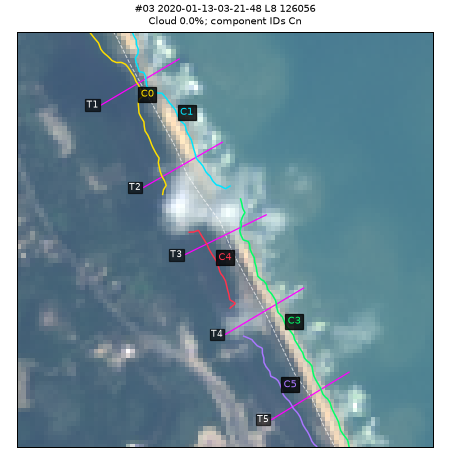 #03 2020-01-13-03-21-48 L8 126056
Cloud 0.0%; component IDs Cn
C0
T1
C1
T2
T3
C4
C3
T4
C5
T5